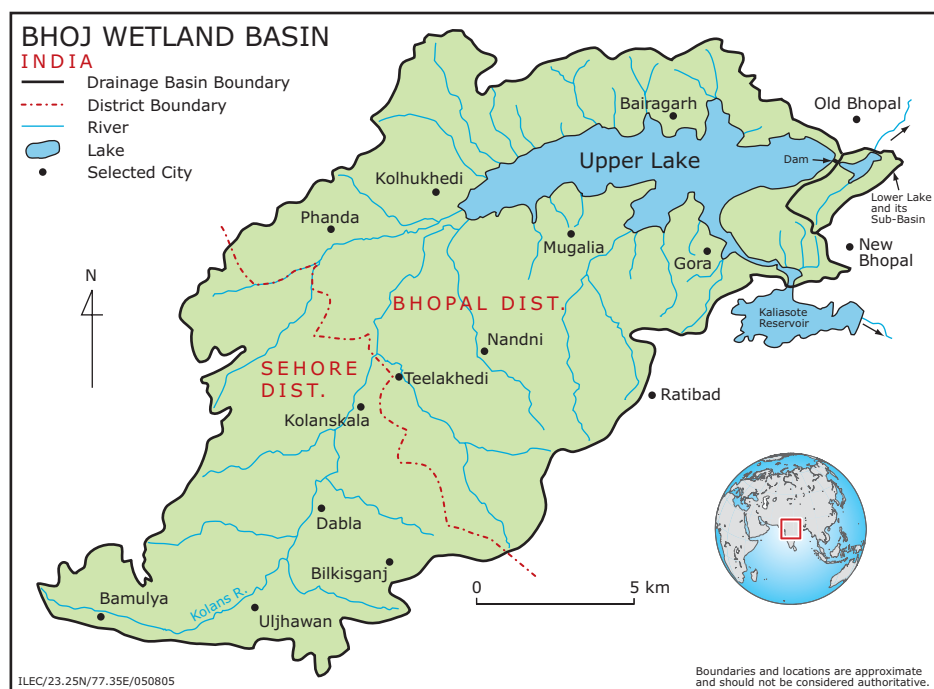 BHOJ WETLAND BASIN
INDIA
Drainage Basin Boundary
District Boundary
River
Lake
Selected City
Bairagarh
Old Bhopal
Upper Lake
Dam
Kolhukhedi
Lower Lake
and its
Sub-Basin
Phanda
Mugalia
Gora
New
Bhopal
N
BHOPAL DIST.
Kaliasote
Reservoir
Nandni
SEHORE
DIST.
Teelakhedi
Ratibad
Kolanskala
Dabla
Bilkisganj
0 5 km
Bamulya
Kolans R.
Uljhawan
ILEC/23.25N/77.35E/050805
Boundaries and locations are approximate
and should not be considered authoritative.